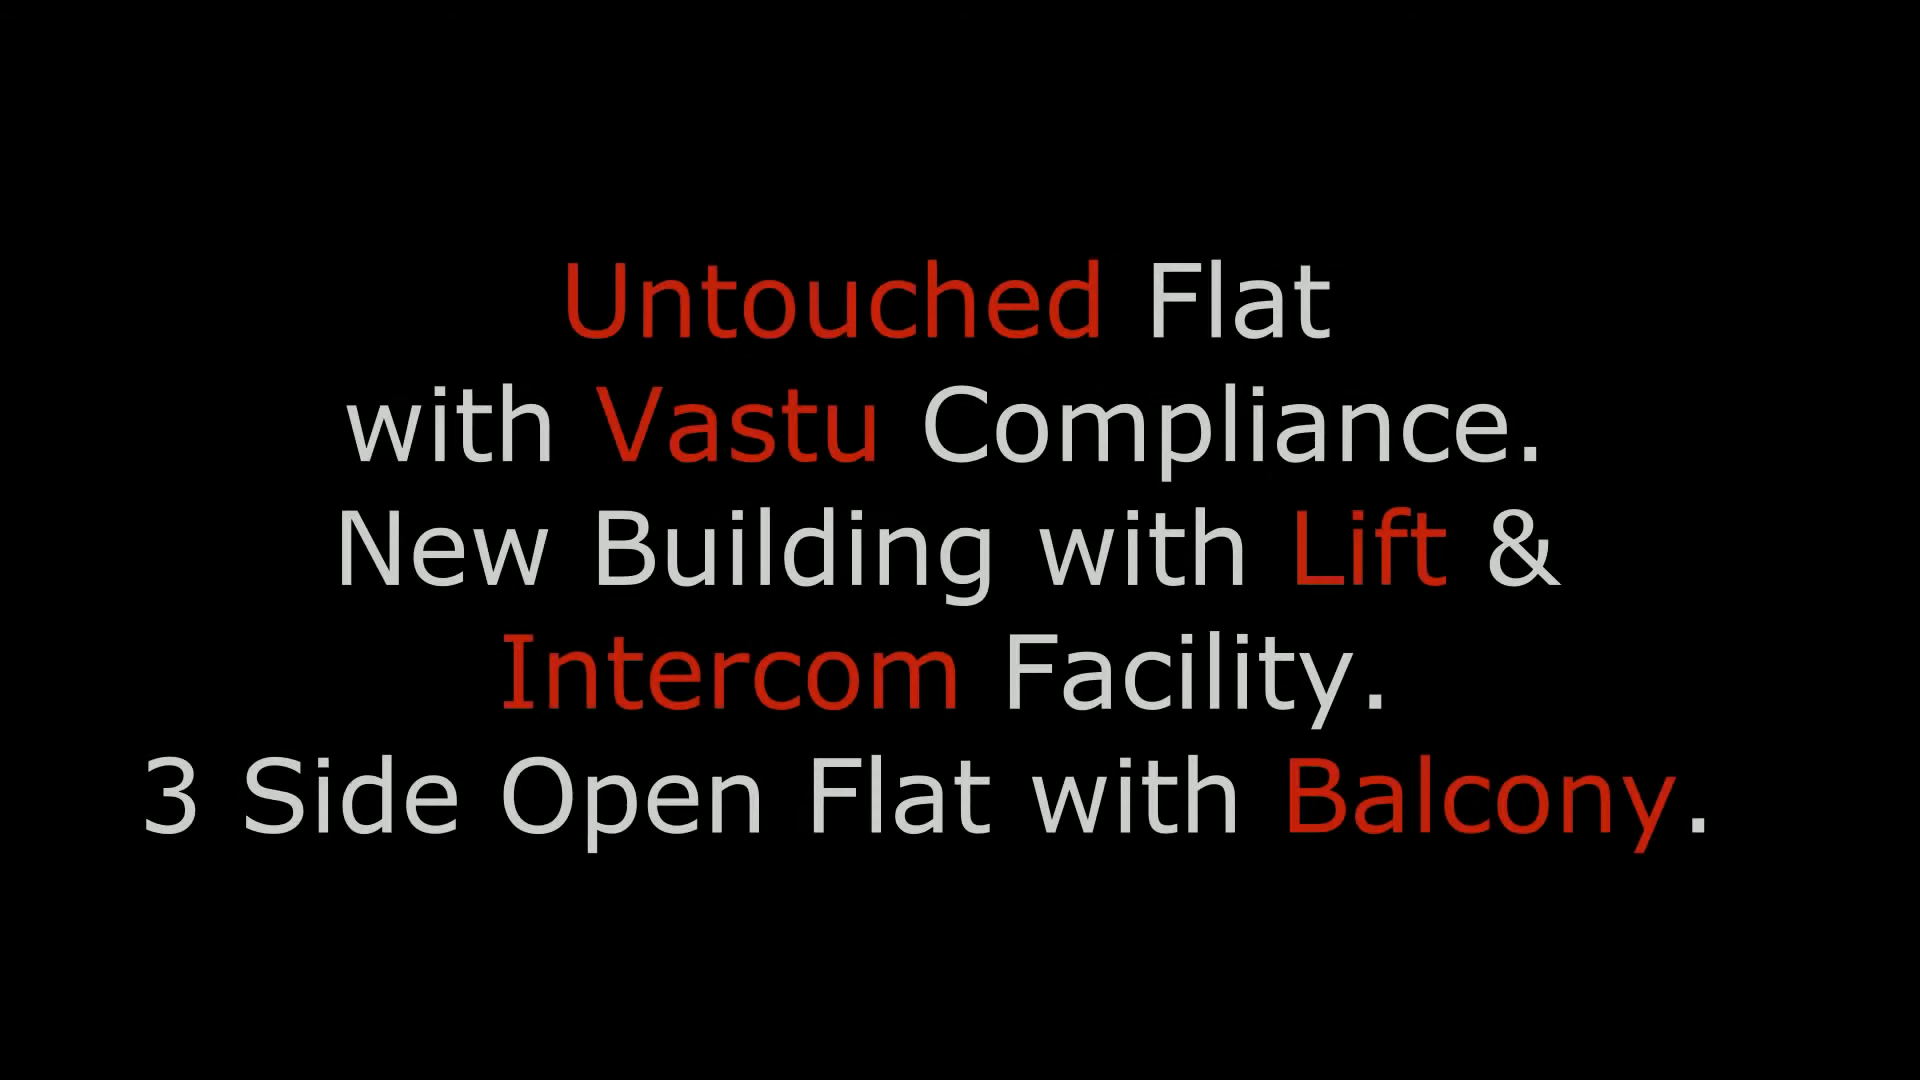 Untouched Flat
with Vastu Compliance.
New Building with Lift &
Intercom Facility.
3 Side Open Flat with Balcony.